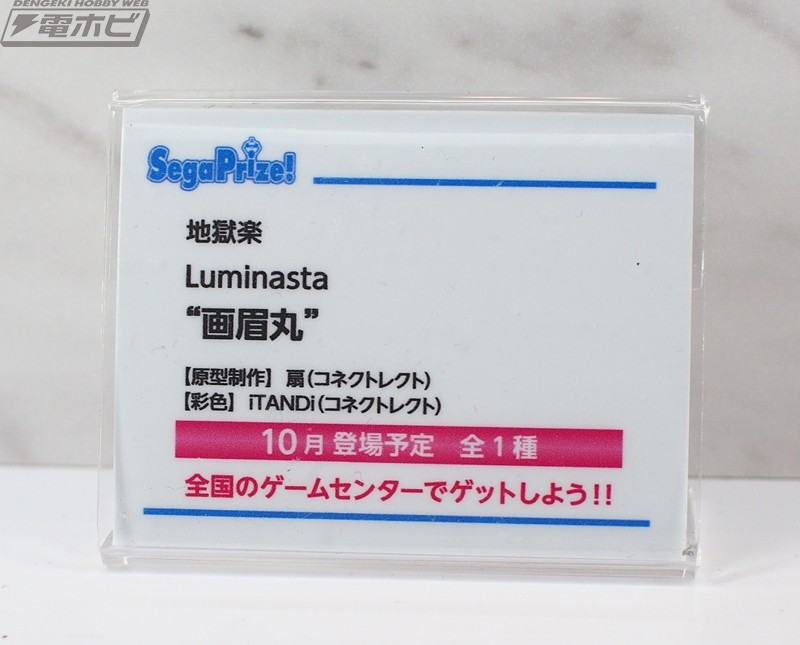 DENGEKI HOBBY WEB
電ホビ
SegaPrize!
地獄楽
Luminasta
“画眉丸”
【原型制作】 扇(コネクトレクト)
【彩色】 iTANDi(コネクトレクト)
10月 登場予定 全1種
全国のゲームセンターでゲットしよう!!